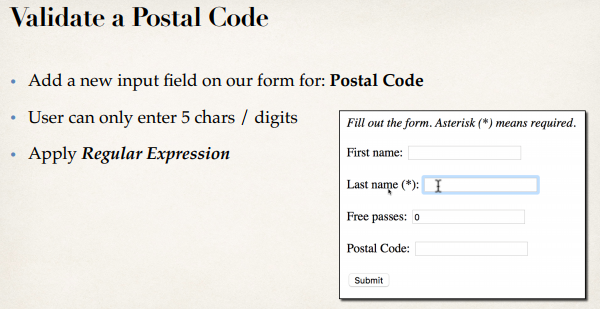 Validate a Postal Code
• Add a new input field on our form for: Postal Code
• User can only enter 5 chars / digits
• Apply Regular Expression
Fill out the form. Asterisk (*) means required.
First name:
Last name (*):
Free passes: 0
Postal Code:
Submit